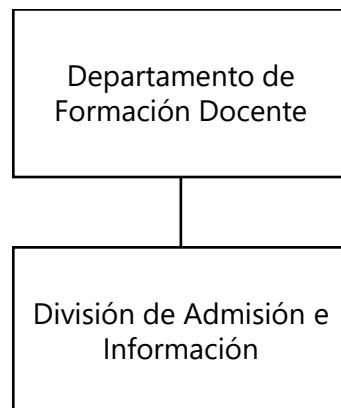 Departamento de
Formación Docente
División de Admisión e
Información